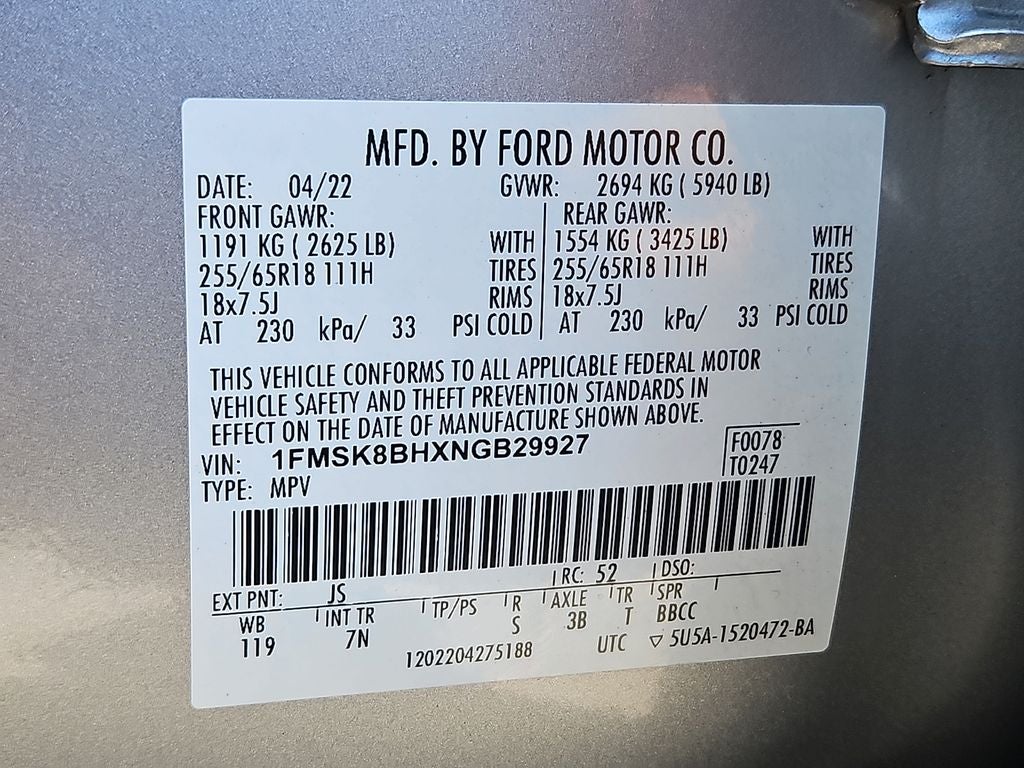 MFD. BY FORD MOTOR CO.
DATE: 04/22 GVWR: 2694 KG ( 5940 LB)
FRONT GAWR: REAR GAWR:
1191 KG ( 2625 LB) WITH 1554 KG ( 3425 LB) WITH
255/65R18 111H TIRES 255/65R18 111H TIRES
18x7.5J RIMS 18x7.5J RIMS
AT 230 kPa/ 33 PSI COLD AT 230 kPa/ 33 PSI COLD
THIS VEHICLE CONFORMS TO ALL APPLICABLE FEDERAL MOTOR
VEHICLE SAFETY AND THEFT PREVENTION STANDARDS IN
EFFECT ON THE DATE OF MANUFACTURE SHOWN ABOVE.
VIN: 1FMSK8BHXNGB29927 F0078
TYPE: MPV T0247
EXT PNT: JS RC: 52 DSO:
WB INT TR TP/PS R AXLE TR SPR
119 7N S 3B T BBCC
1202204275188 UTC ▽ 5U5A-1520472-BA